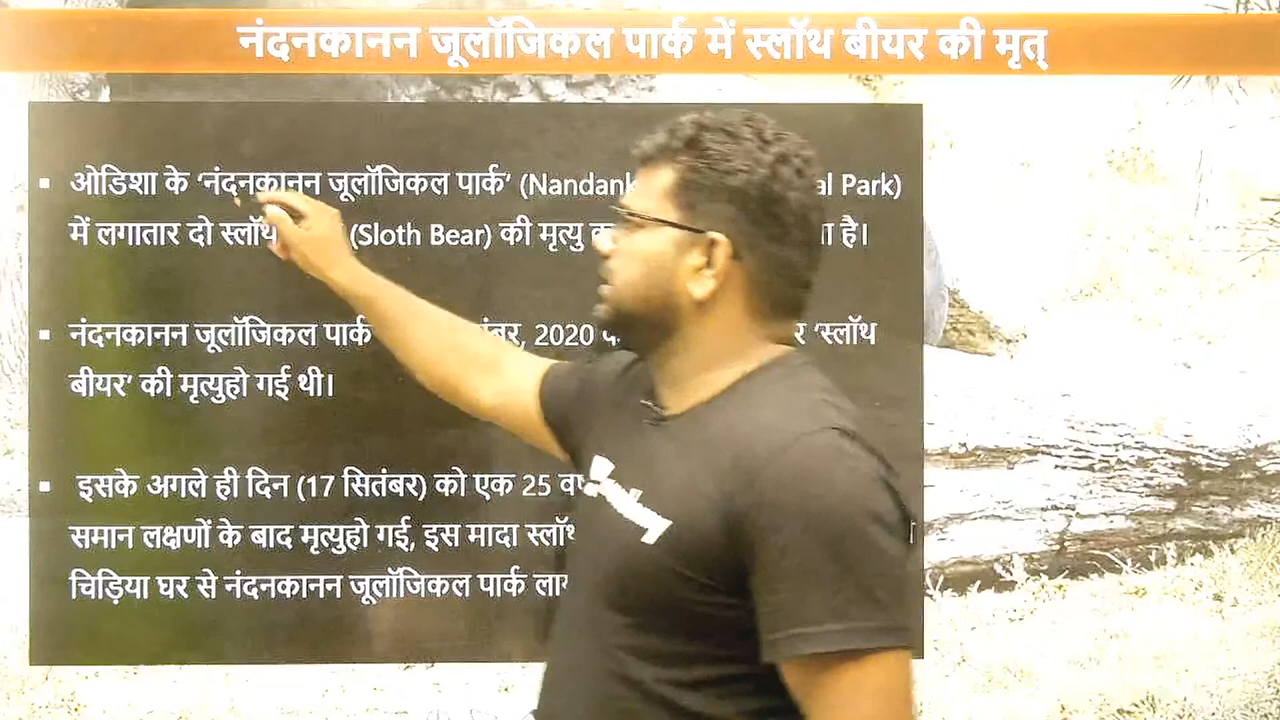 नंदनकानन जूलॉजिकल पार्क में स्लॉथ बीयर की मृत्
ओडिशा के ‘नंदनकानन जूलॉजिकल पार्क’ (Nandank al Park)
में लगातार दो स्लॉथ (Sloth Bear) की मृत्यु है।
नंदनकानन जूलॉजिकल पार्क 2020 ‘स्लॉथ
बीयर’ की मृत्युहो गई थी।
इसके अगले ही दिन (17 सितंबर) को एक 25
समान लक्षणों के बाद मृत्युहो गई, इस मादा स्लॉथ
चिड़िया घर से नंदनकानन जूलॉजिकल पार्क